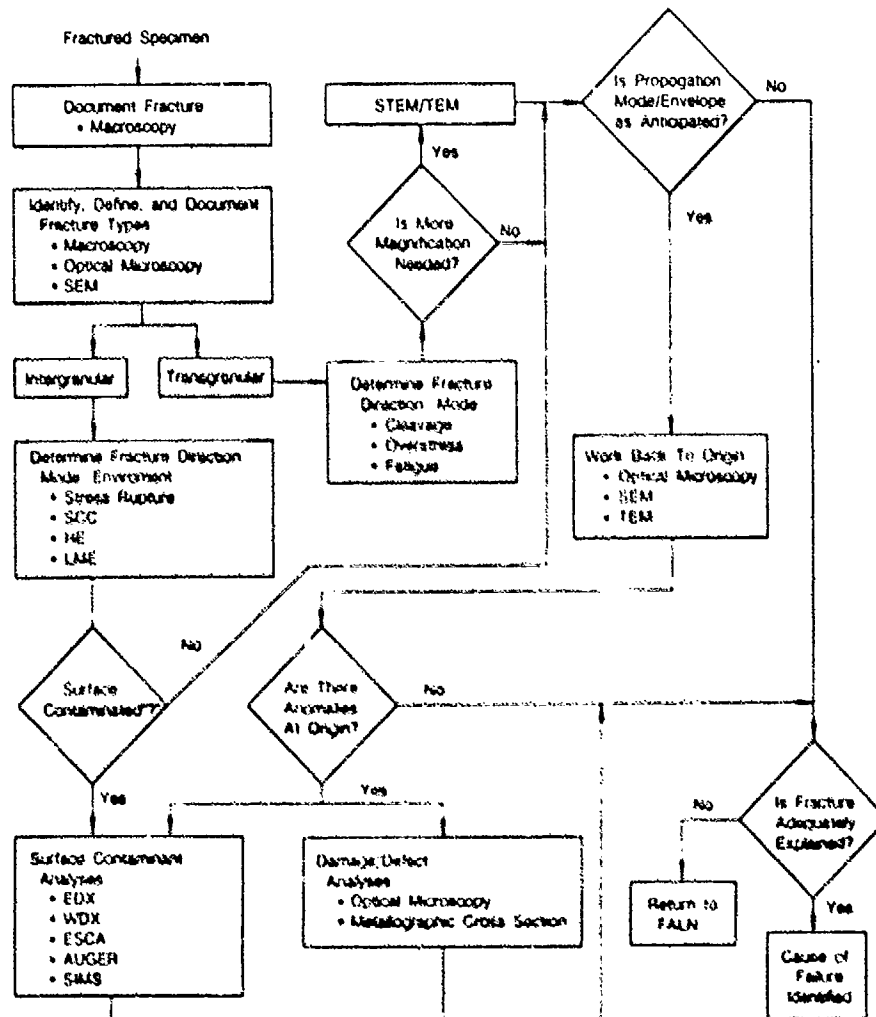 Fractured Specimen
Document Fracture
• Macroscopy
Identify, Define, and Document
Fracture Types
• Macroscopy
• Optical Microscopy
• SEM
Intergranular
Transgranular
Determine Fracture Direction
Mode Enviroment
• Stress Rupture
• SCC
• HE
• LME
Determine Fracture
Direction Mode
• Cleavage
• Overstress
• Fatigue
STEM/TEM
Yes
Is More
Magnification
Needed?
No
Is Propogation
Mode/Envelope
as Anticipated?
No
Yes
Work Back To Origin
• Optical Microscopy
• SEM
• TEM
Surface
Contaminated?
No
Yes
Are There
Anomalies
At Origin?
No
Yes
Surface Contaminant
Analyses
• EDX
• WDX
• ESCA
• AUGER
• SIMS
Damage/Defect
Analyses
• Optical Microscopy
• Metallographic Cross Section
Is Fracture
Adequately
Explained?
No
Yes
Return to
FALN
Cause of
Failure
Identified